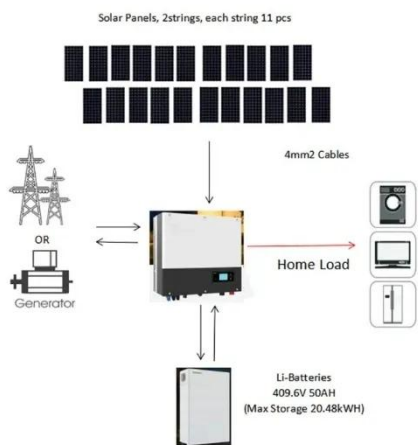 Solar Panels, 2strings, each string 11 pcs
4mm2 Cables
OR
Generator
Home Load
Li-Batteries
409.6V 50AH
(Max Storage 20.48kWH)